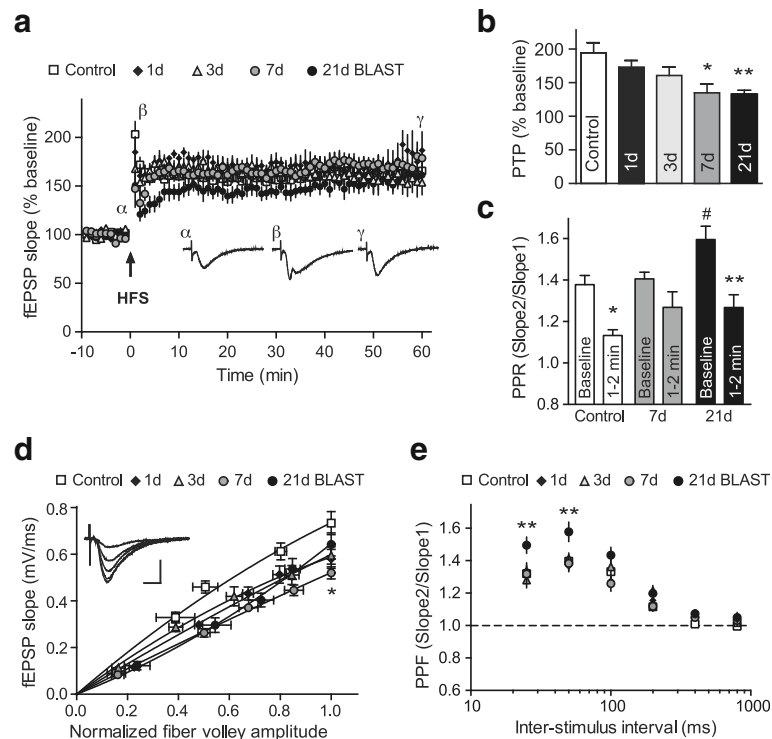 a
Control 1d 3d 7d 21d BLAST
fEPSP slope (% baseline)
200
150
100
50
0
α
β
γ
HFS
α β γ
-10 0 10 20 30 40 50 60
Time (min)
b
PTP (% baseline)
200
150
100
50
0
Control
1d
3d
7d
21d
*
**
c
PPR (Slope2/Slope1)
1.6
1.4
1.2
1.0
0.8
Baseline
1-2 min
*
Baseline
1-2 min
#
Baseline
1-2 min
**
Control 7d 21d
d
Control 1d 3d 7d 21d BLAST
fEPSP slope (mV/ms)
0.8
0.6
0.4
0.2
0.0
*
0.0 0.2 0.4 0.6 0.8 1.0
Normalized fiber volley amplitude
e
Control 1d 3d 7d 21d BLAST
PPF (Slope2/Slope1)
1.6
1.4
1.2
1.0
0.8
0.6
** **
10 100 1000
Inter-stimulus interval (ms)